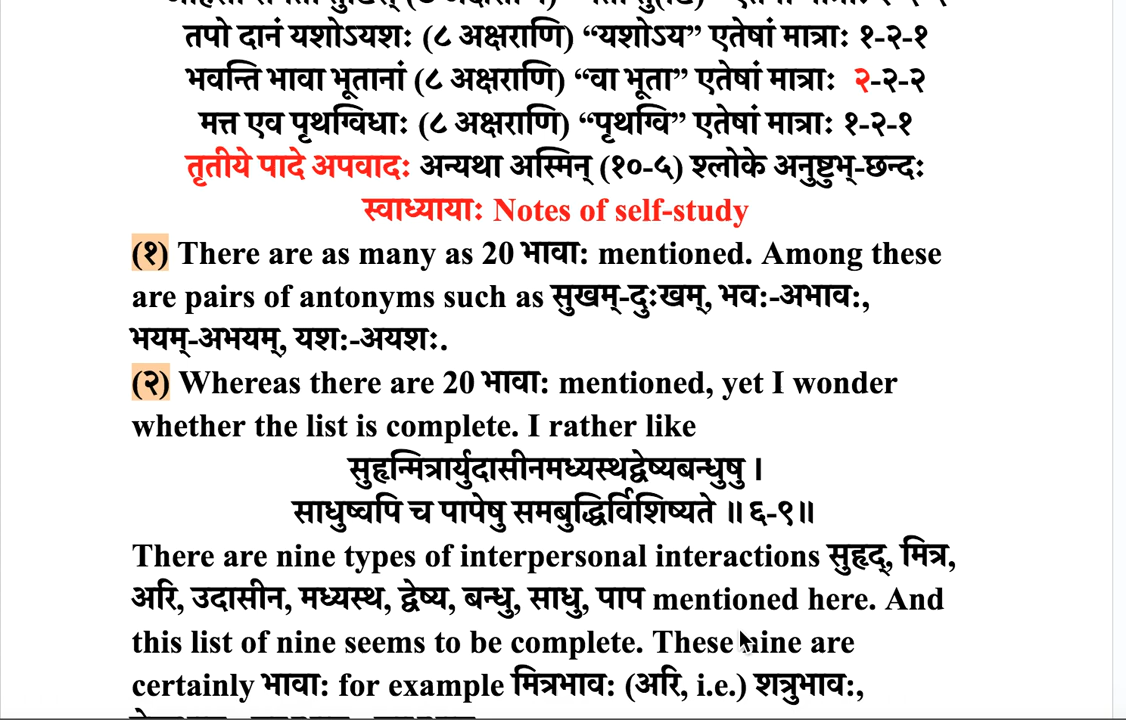 तपो दानं यशोऽयशः (८ अक्षराणि) “यशोऽय” एतेषां मात्राः १-२-१
भवन्ति भावा भूतानां (८ अक्षराणि) “वा भूता” एतेषां मात्राः २-२-२
मत्त एव पृथग्विधाः (८ अक्षराणि) “पृथग्वि” एतेषां मात्राः १-२-१
तृतीये पादे अपवादः अन्यथा अस्मिन् (१०-५) श्लोके अनुष्टुभ्-छन्दः
स्वाध्यायाः Notes of self-study
(१) There are as many as 20 भावा: mentioned. Among these
are pairs of antonyms such as सुखम्-दुःखम्, भव:-अभाव:,
भयम्-अभयम्, यश:-अयशः.
(२) Whereas there are 20 भावा: mentioned, yet I wonder
whether the list is complete. I rather like
सुहृन्मित्रार्युदासीनमध्यस्थद्वेष्यबन्धुषु ।
साधुष्वपि च पापेषु समबुद्धिर्विशिष्यते ॥ ६-९॥
There are nine types of interpersonal interactions सुहृद्, मित्र,
अरि, उदासीन, मध्यस्थ, द्वेष्य, बन्धु, साधु, पाप mentioned here. And
this list of nine seems to be complete. These nine are
certainly भावा: for example मित्रभाव: (अरि, i.e.) शत्रुभाव:,